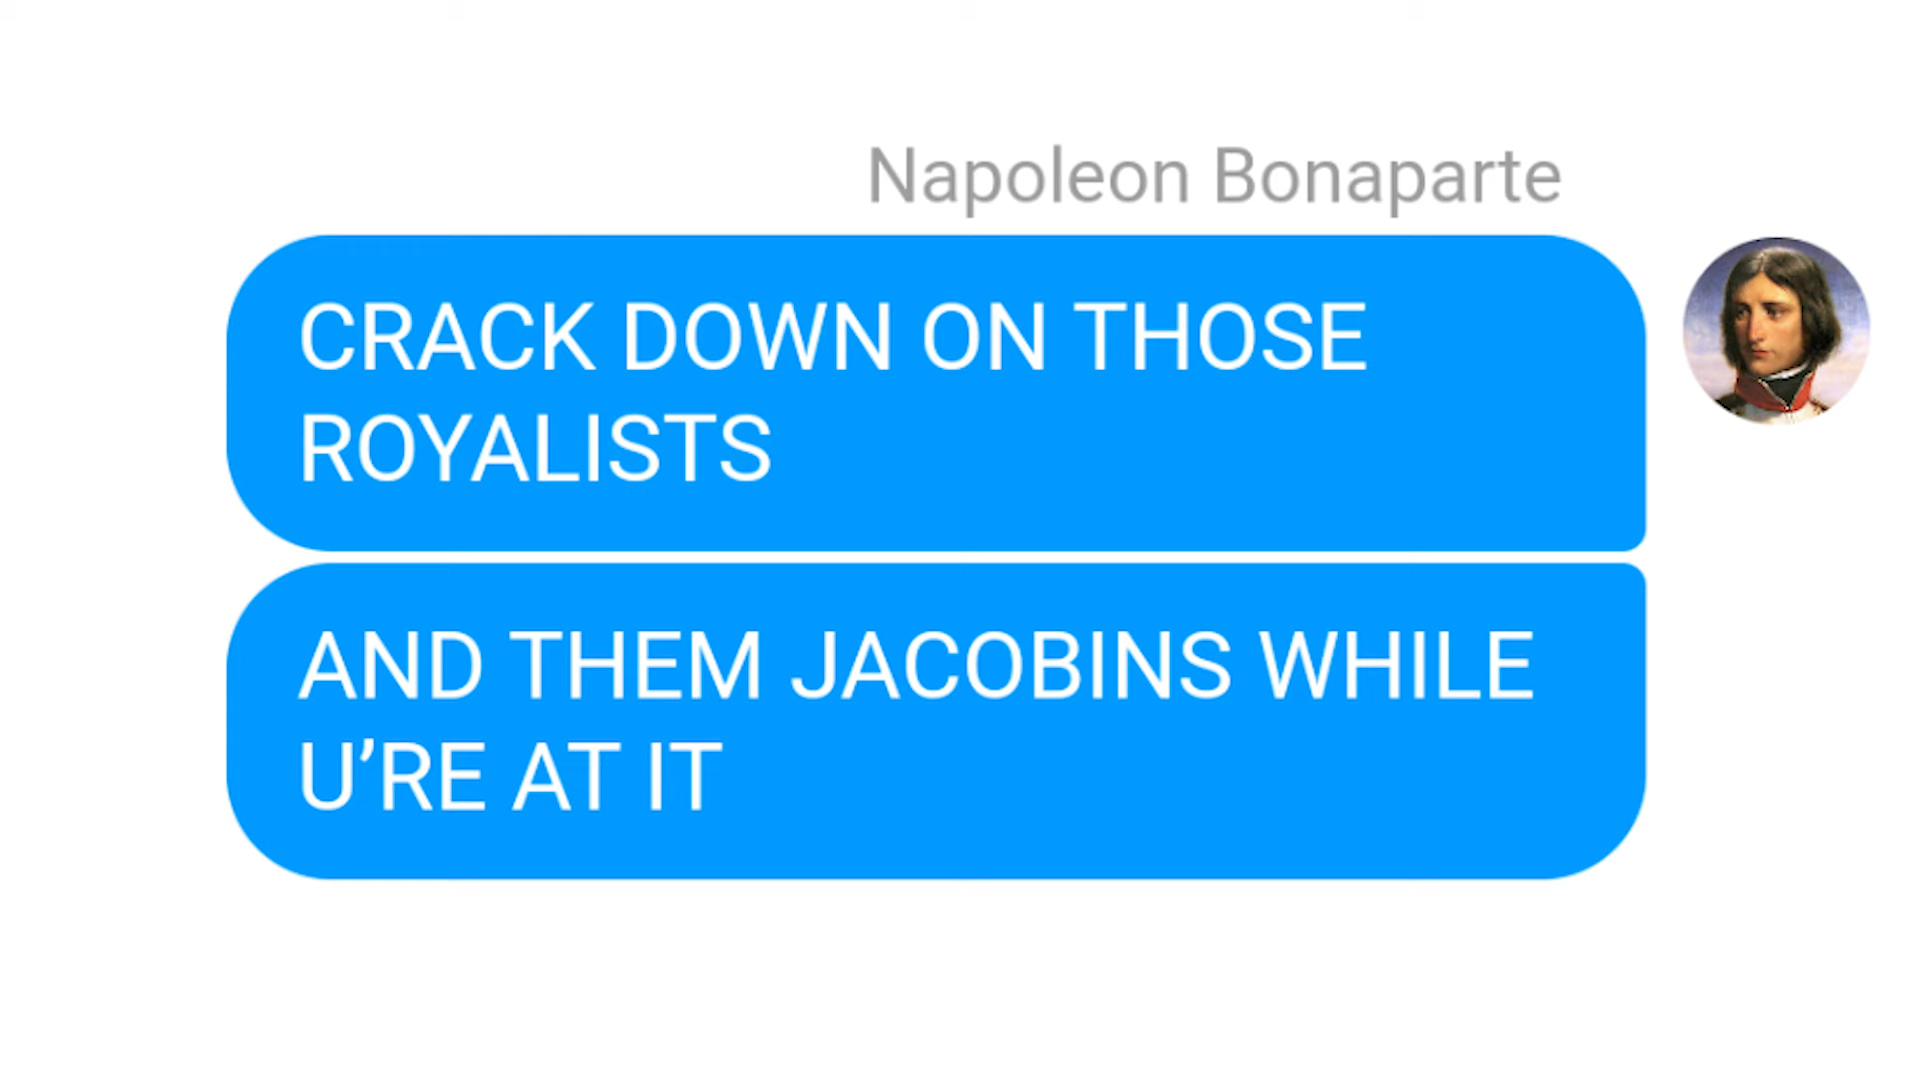 Napoleon Bonaparte
CRACK DOWN ON THOSE
ROYALISTS
AND THEM JACOBINS WHILE
U’RE AT IT